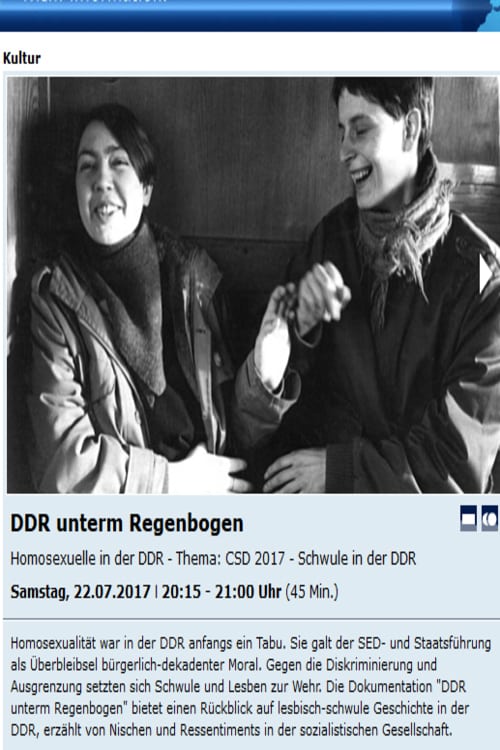 Kultur
DDR unterm Regenbogen
Homosexuelle in der DDR - Thema: CSD 2017 - Schwule in der DDR
Samstag, 22.07.2017 | 20:15 - 21:00 Uhr (45 Min.)
Homosexualität war in der DDR anfangs ein Tabu. Sie galt der SED- und Staatsführung
als Überbleibsel bürgerlich-dekadenter Moral. Gegen die Diskriminierung und
Ausgrenzung setzten sich Schwule und Lesben zur Wehr. Die Dokumentation "DDR
unterm Regenbogen" bietet einen Rückblick auf lesbisch-schwule Geschichte in der
DDR, erzählt von Nischen und Ressentiments in der sozialistischen Gesellschaft.